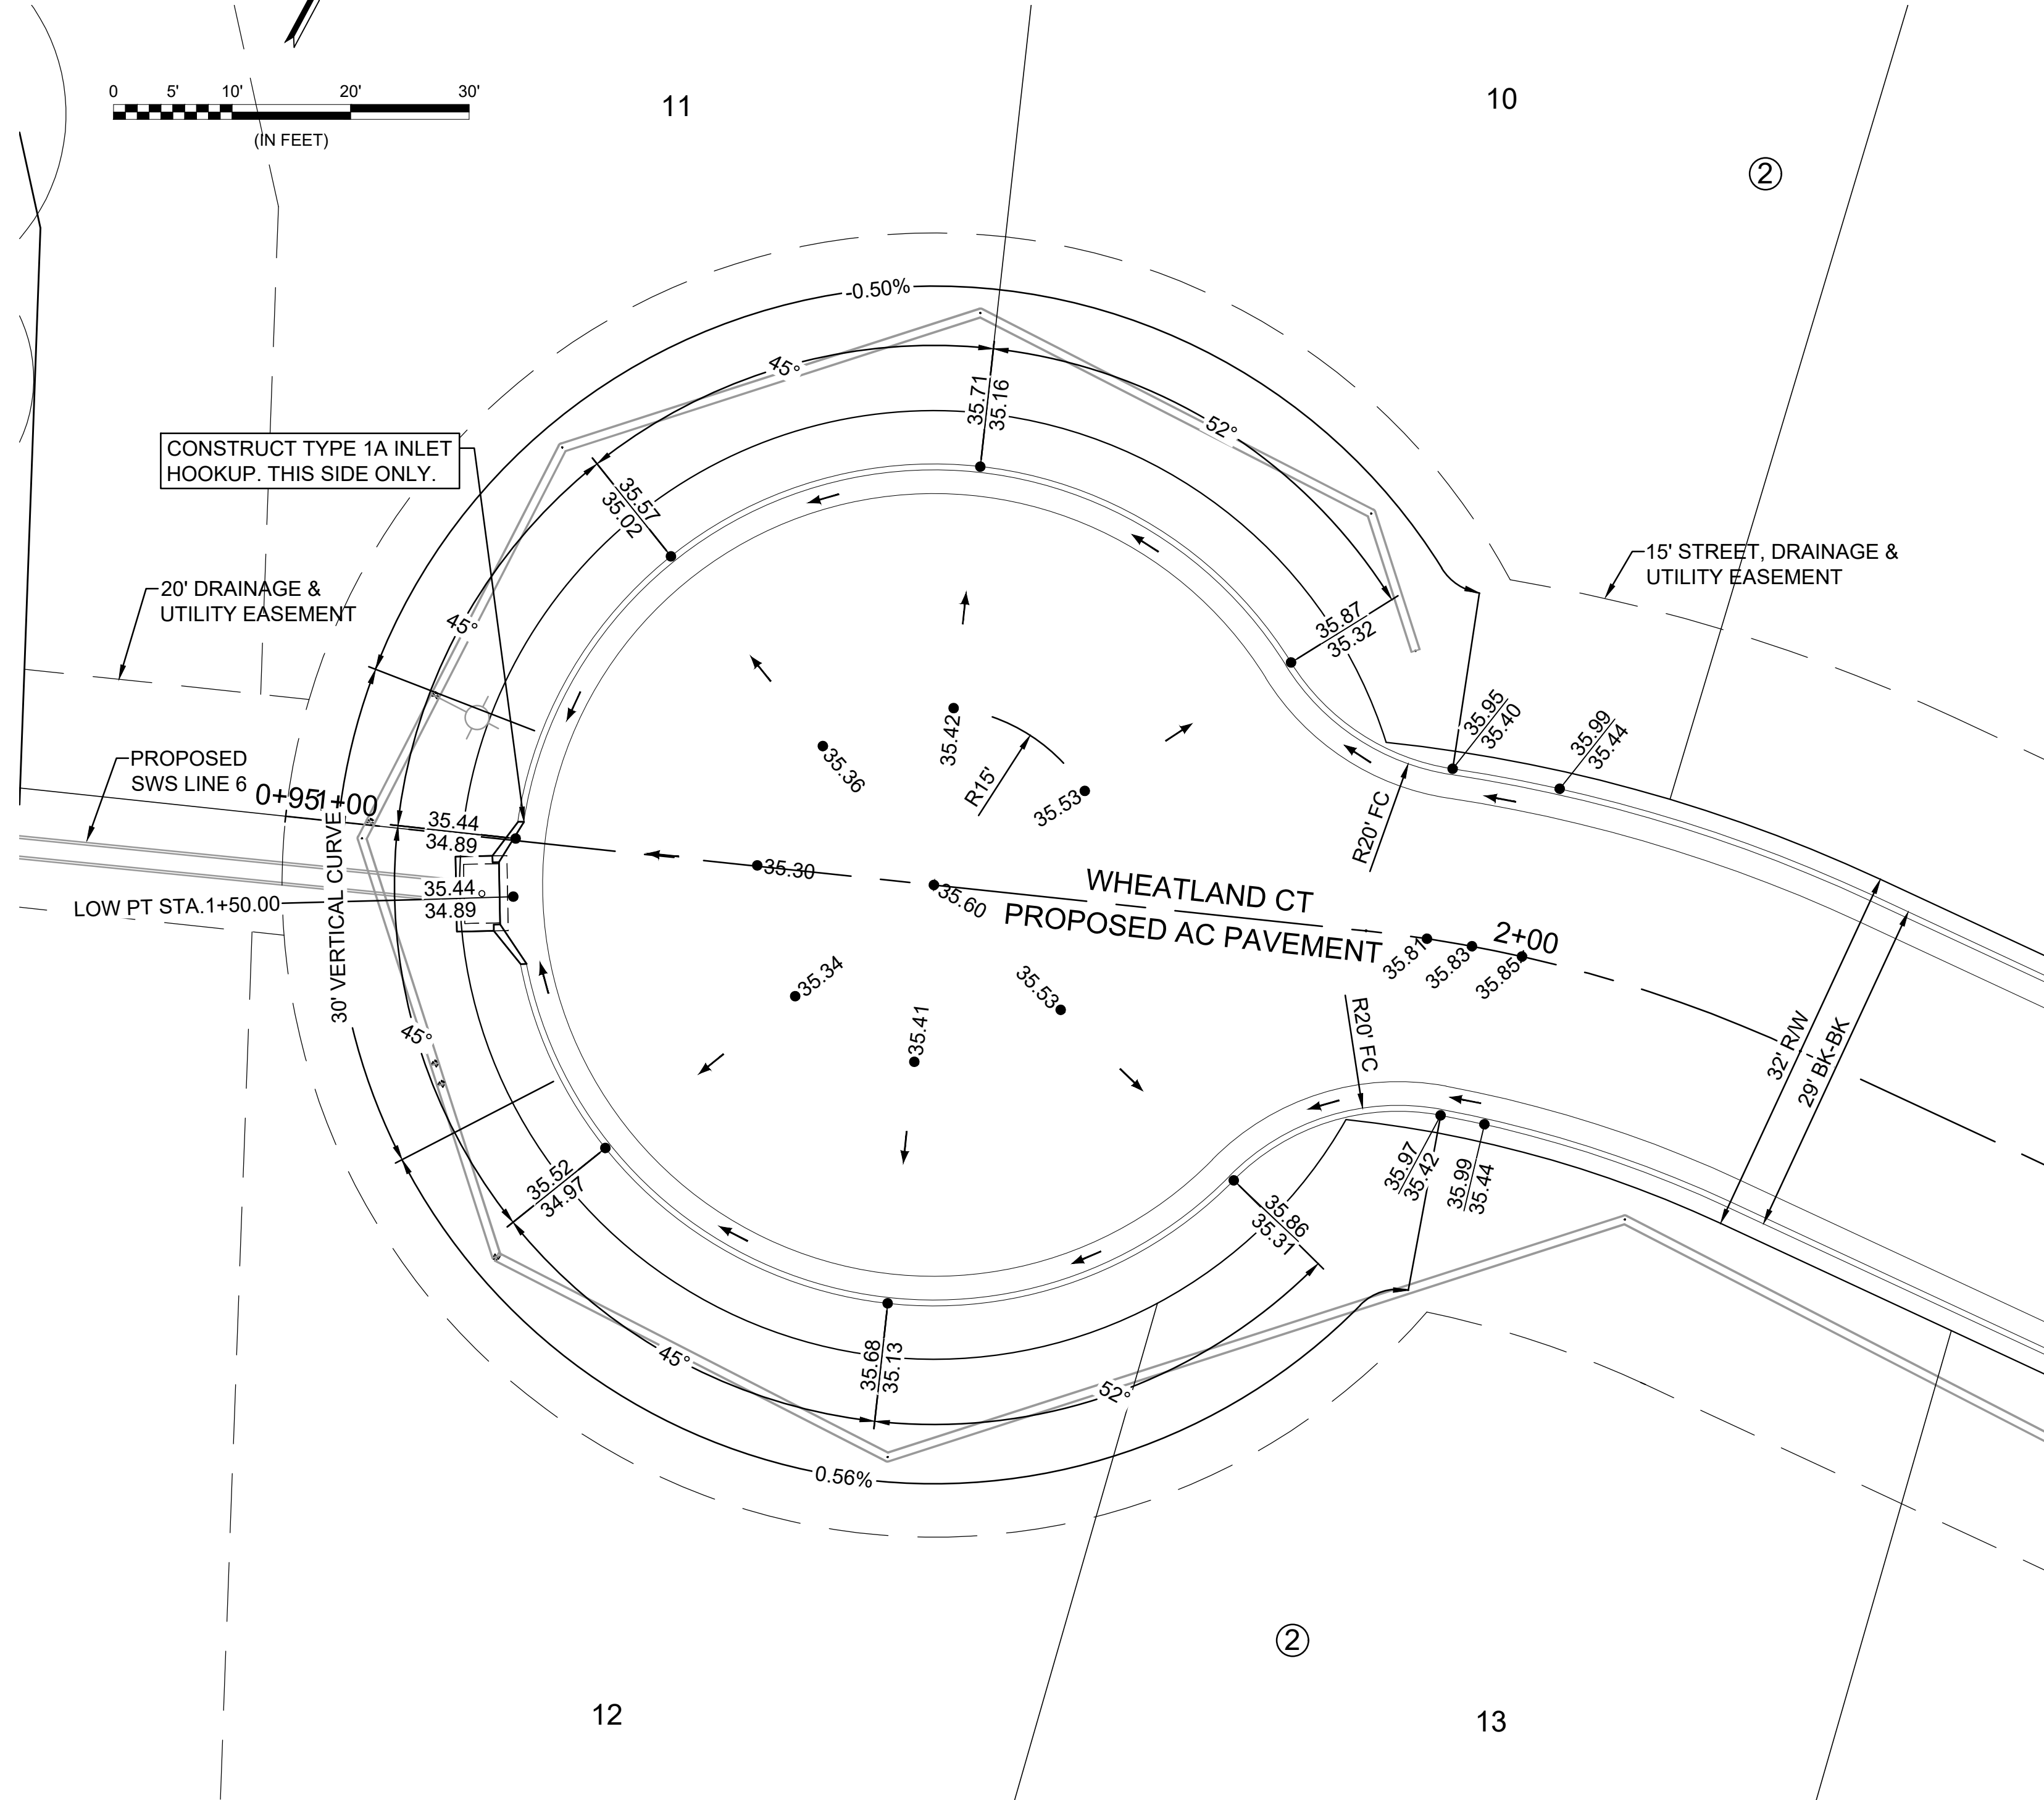 0 5' 10' 20' 30'
(IN FEET)
11
10
2
-0.50%
45°
52°
35.71
35.16
CONSTRUCT TYPE 1A INLET
HOOKUP. THIS SIDE ONLY.
35.57
35.02
15' STREET, DRAINAGE &
UTILITY EASEMENT
20' DRAINAGE &
UTILITY EASEMENT
45°
35.87
35.32
35.95
35.40
35.99
35.44
35.42
35.36
R15'
35.53
PROPOSED
SWS LINE 6
0+95
1+00
35.44
34.89
R20' FC
35.30
35.60
WHEATLAND CT
PROPOSED AC PAVEMENT
2+00
35.81
35.83
35.85
35.44
34.89
LOW PT STA.1+50.00
30' VERTICAL CURVE
45°
35.34
35.41
35.53
R20' FC
32' R/W
29' BK-BK
35.52
34.97
35.97
35.42
35.99
35.44
35.86
35.31
35.68
35.13
45°
52°
0.56%
2
12
13